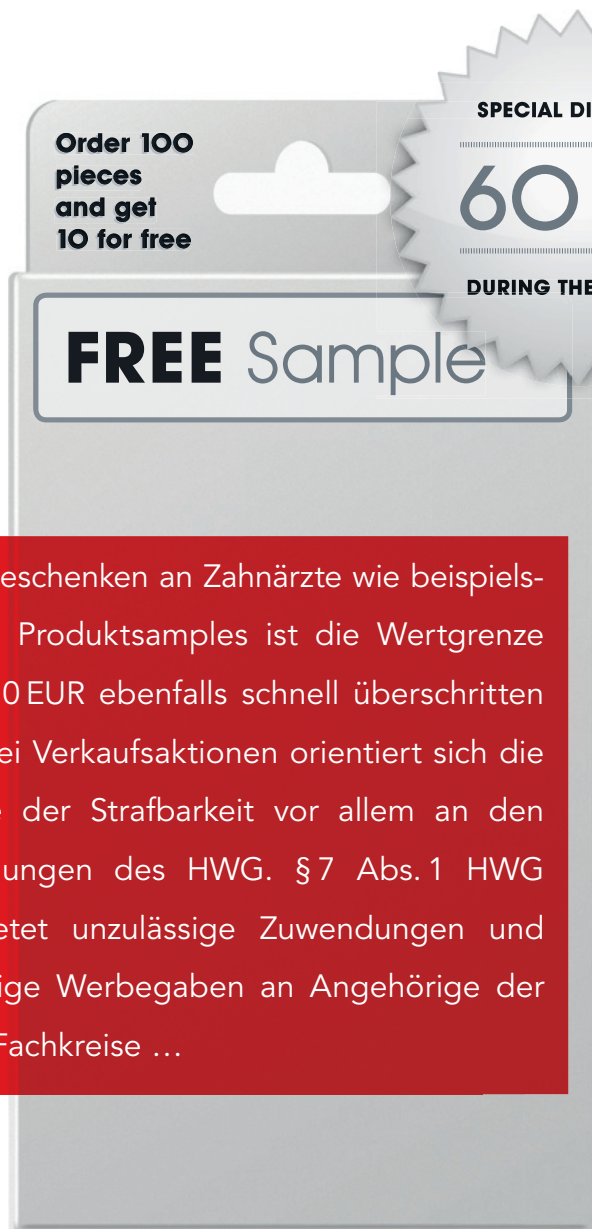 SPECIAL DI
Order 100
pieces
and get
10 for free
60
DURING THE
FREE Sample
eschenken an Zahnärzte wie beispiels-
Produktsamples ist die Wertgrenze
0 EUR ebenfalls schnell überschritten
ei Verkaufsaktionen orientiert sich die
e der Strafbarkeit vor allem an den
ungen des HWG. § 7 Abs. 1 HWG
etet unzulässige Zuwendungen und
ige Werbegaben an Angehörige der
Fachkreise …